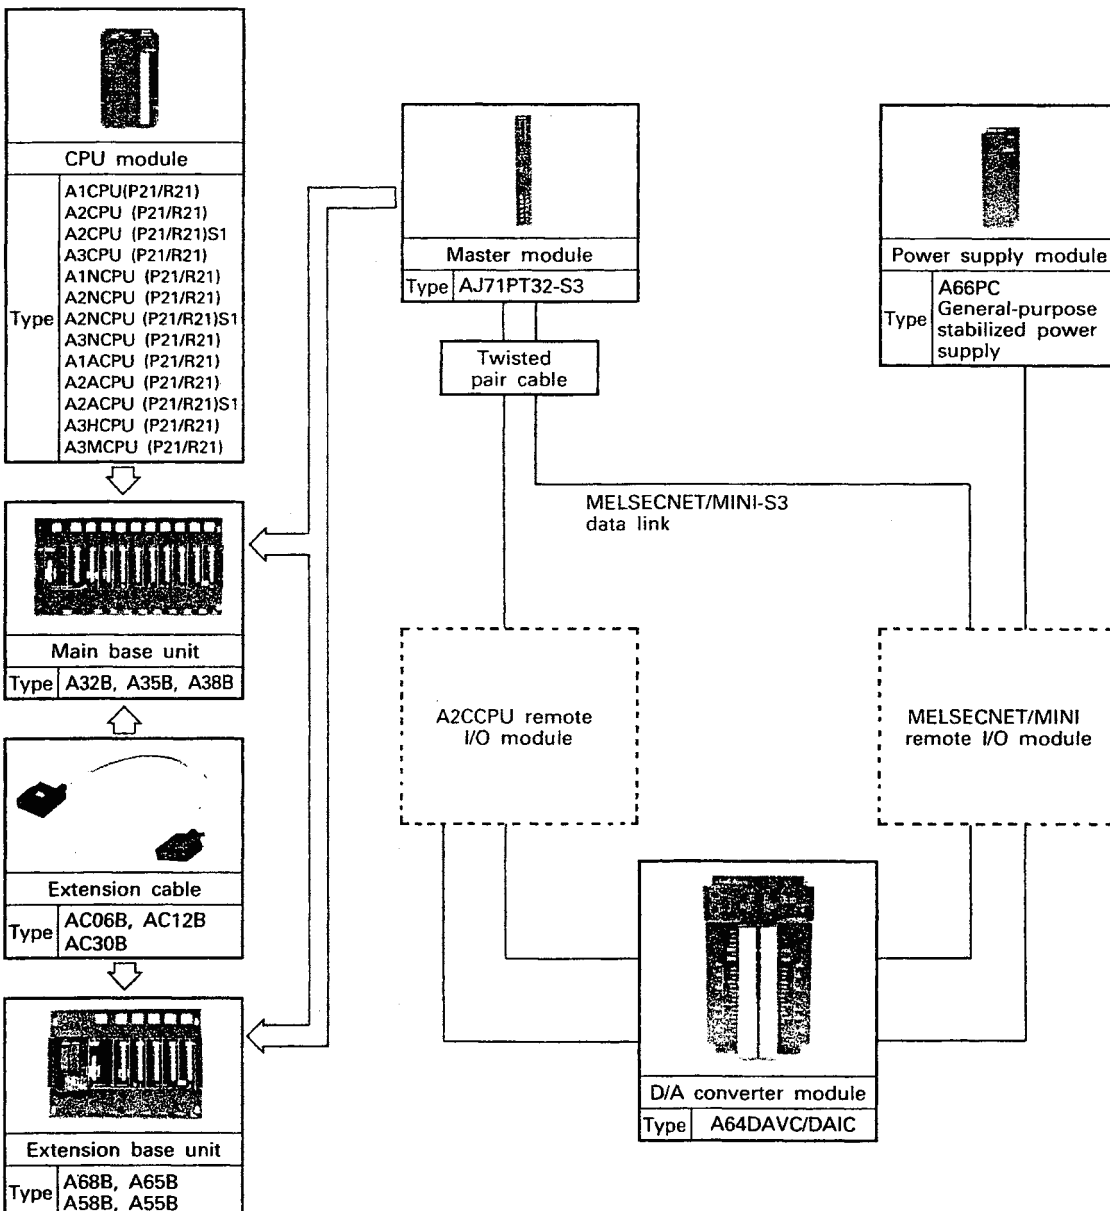 CPU module
Type
A1CPU(P21/R21)
A2CPU (P21/R21)
A2CPU (P21/R21)S1
A3CPU (P21/R21)
A1NCPU (P21/R21)
A2NCPU (P21/R21)
A2NCPU (P21/R21)S1
A3NCPU (P21/R21)
A1ACPU (P21/R21)
A2ACPU (P21/R21)
A2ACPU (P21/R21)S1
A3HCPU (P21/R21)
A3MCPU (P21/R21)
Main base unit
Type A32B, A35B, A38B
Extension cable
Type
AC06B, AC12B
AC30B
Extension base unit
Type
A68B, A65B
A58B, A55B
Master module
Type AJ71PT32-S3
Twisted
pair cable
MELSECNET/MINI-S3
data link
Power supply module
Type
A66PC
General-purpose
stabilized power
supply
A2CCPU remote
I/O module
MELSECNET/MINI
remote I/O module
D/A converter module
Type A64DAVC/DAIC